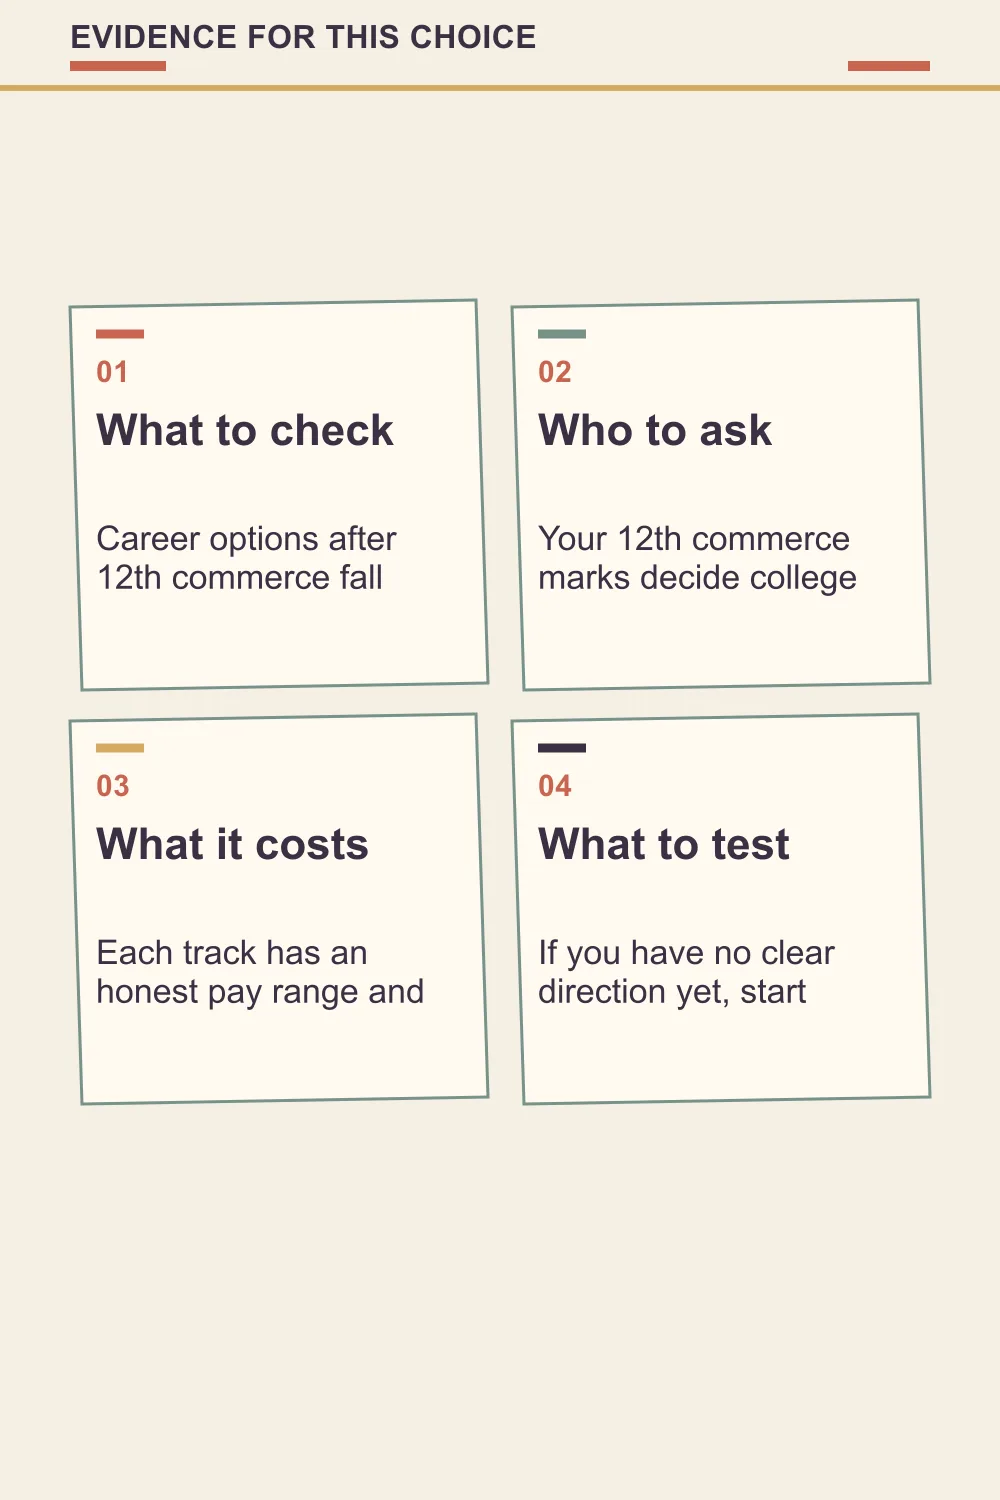 EVIDENCE FOR THIS CHOICE
01
What to check
Career options after
12th commerce fall
02
Who to ask
Your 12th commerce
marks decide college
03
What it costs
Each track has an
honest pay range and
04
What to test
If you have no clear
direction yet, start